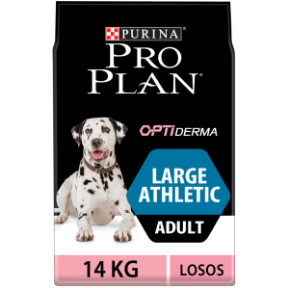 PURINA
PRO
PLAN
OPTIDERMA
LARGE
ATHLETIC
ADULT
14 KG
LOSOS